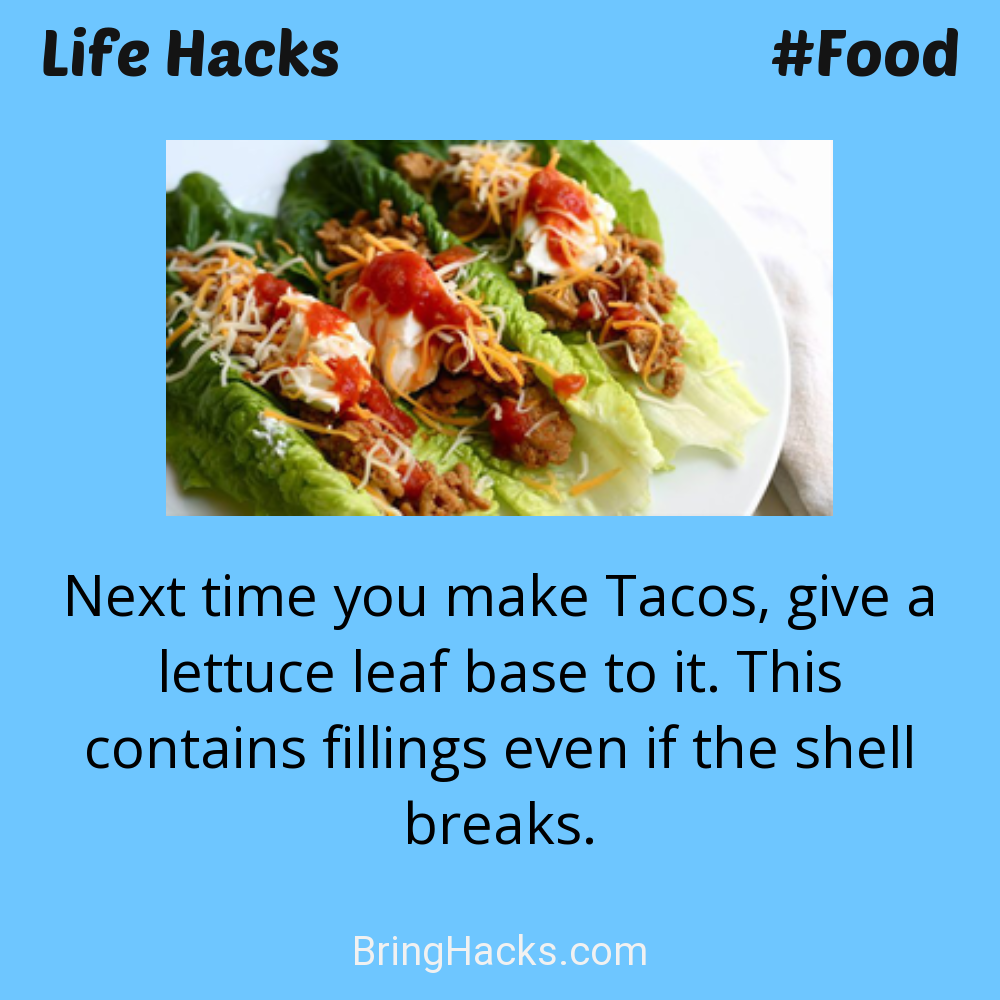 Life Hacks
#Food
Next time you make Tacos, give a
lettuce leaf base to it. This
contains fillings even if the shell
breaks.
BringHacks.com